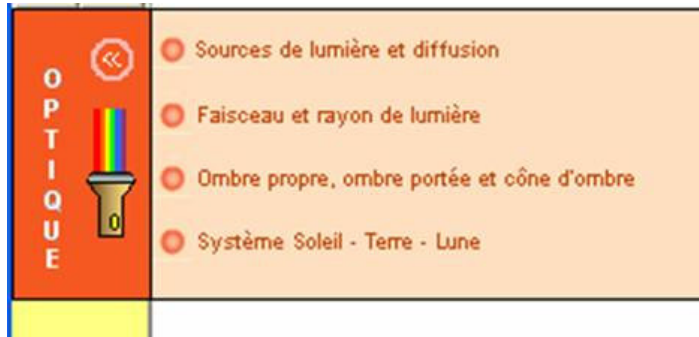 OPTIQUE
Sources de lumière et diffusion
Faisceau et rayon de lumière
Ombre propre, ombre portée et cône d'ombre
Système Soleil - Terre - Lune